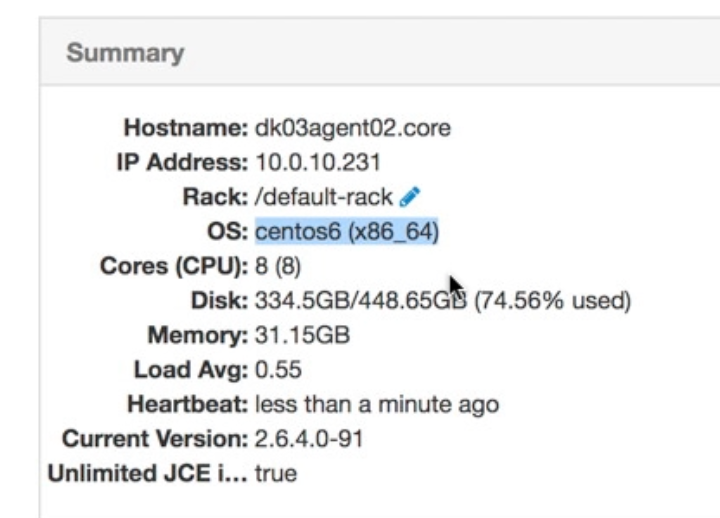 Summary
Hostname: dk03agent02.core
IP Address: 10.0.10.231
Rack: /default-rack
OS: centos6 (x86_64)
Cores (CPU): 8 (8)
Disk: 334.5GB/448.65GB (74.56% used)
Memory: 31.15GB
Load Avg: 0.55
Heartbeat: less than a minute ago
Current Version: 2.6.4.0-91
Unlimited JCE i... true